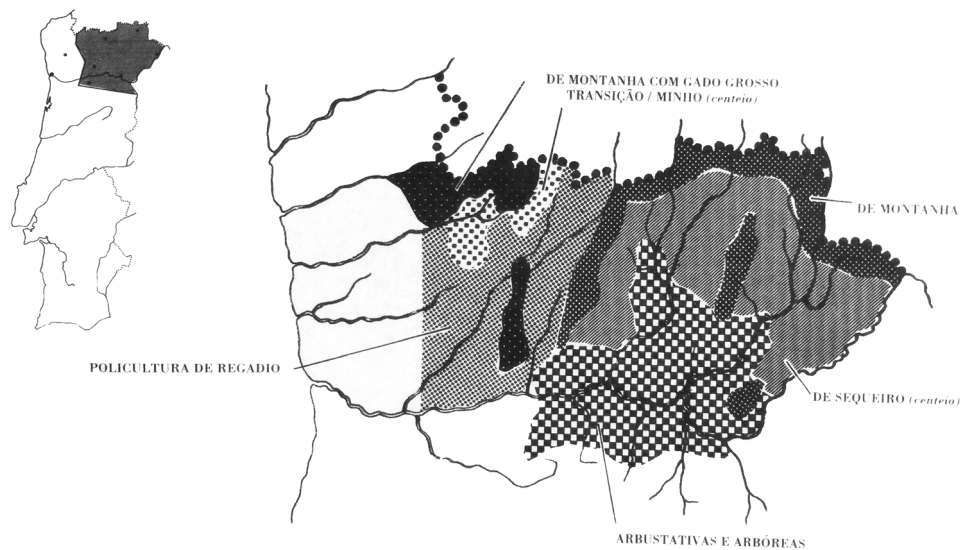 DE MONTANHA COM GADO GROSSO
TRANSIÇÃO / MINHO (centeio)
DE MONTANHA
POLICULTURA DE REGADIO
DE SEQUEIRO (centeio)
ARBUSTATIVAS E ARBÓREAS